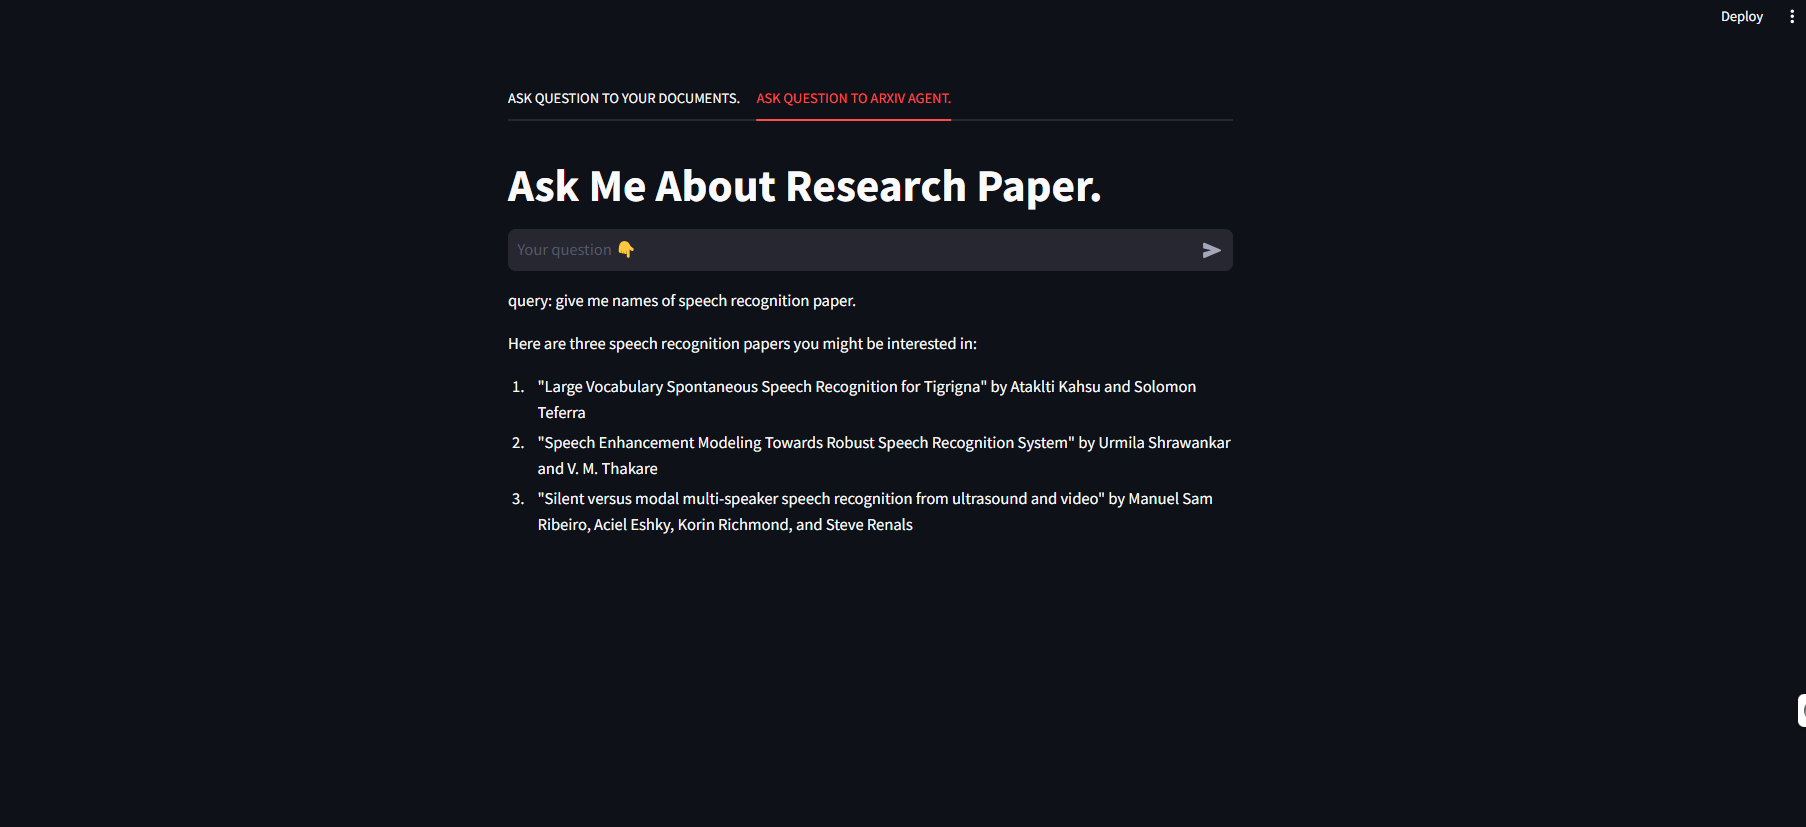 Deploy
ASK QUESTION TO YOUR DOCUMENTS. ASK QUESTION TO ARXIV AGENT.
Ask Me About Research Paper.
Your question 👇
query: give me names of speech recognition paper.
Here are three speech recognition papers you might be interested in:
1. "Large Vocabulary Spontaneous Speech Recognition for Tigrigna" by Ataklti Kahsu and Solomon
Teferra
2. "Speech Enhancement Modeling Towards Robust Speech Recognition System" by Urmila Shrawankar
and V. M. Thakare
3. "Silent versus modal multi-speaker speech recognition from ultrasound and video" by Manuel Sam
Ribeiro, Aciel Eshky, Korin Richmond, and Steve Renals